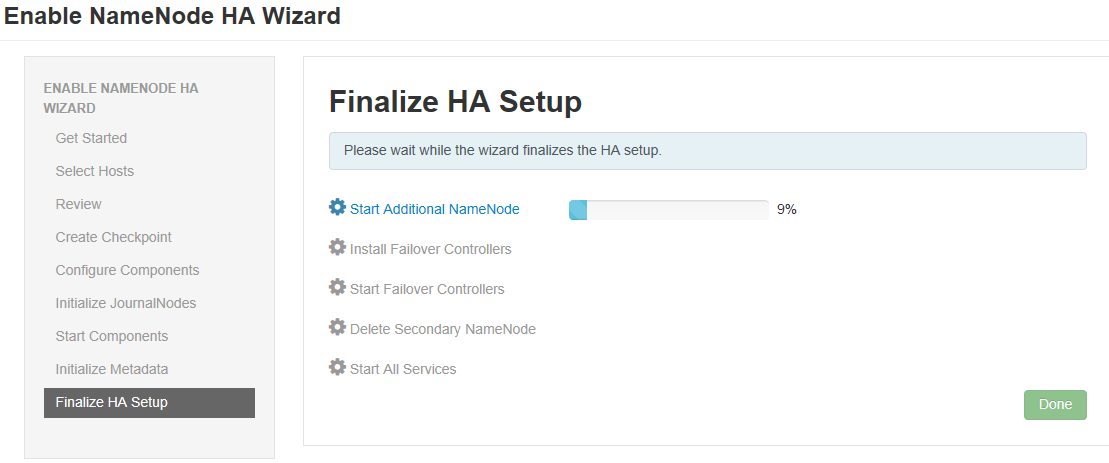 Enable NameNode HA Wizard
ENABLE NAMENODE HA
WIZARD
Get Started
Select Hosts
Review
Create Checkpoint
Configure Components
Initialize JournalNodes
Start Components
Initialize Metadata
Finalize HA Setup
Finalize HA Setup
Please wait while the wizard finalizes the HA setup.
Start Additional NameNode 9%
Install Failover Controllers
Start Failover Controllers
Delete Secondary NameNode
Start All Services
Done